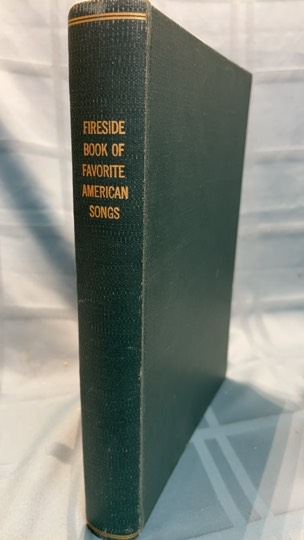 FIRESIDE
BOOK OF
FAVORITE
AMERICAN
SONGS